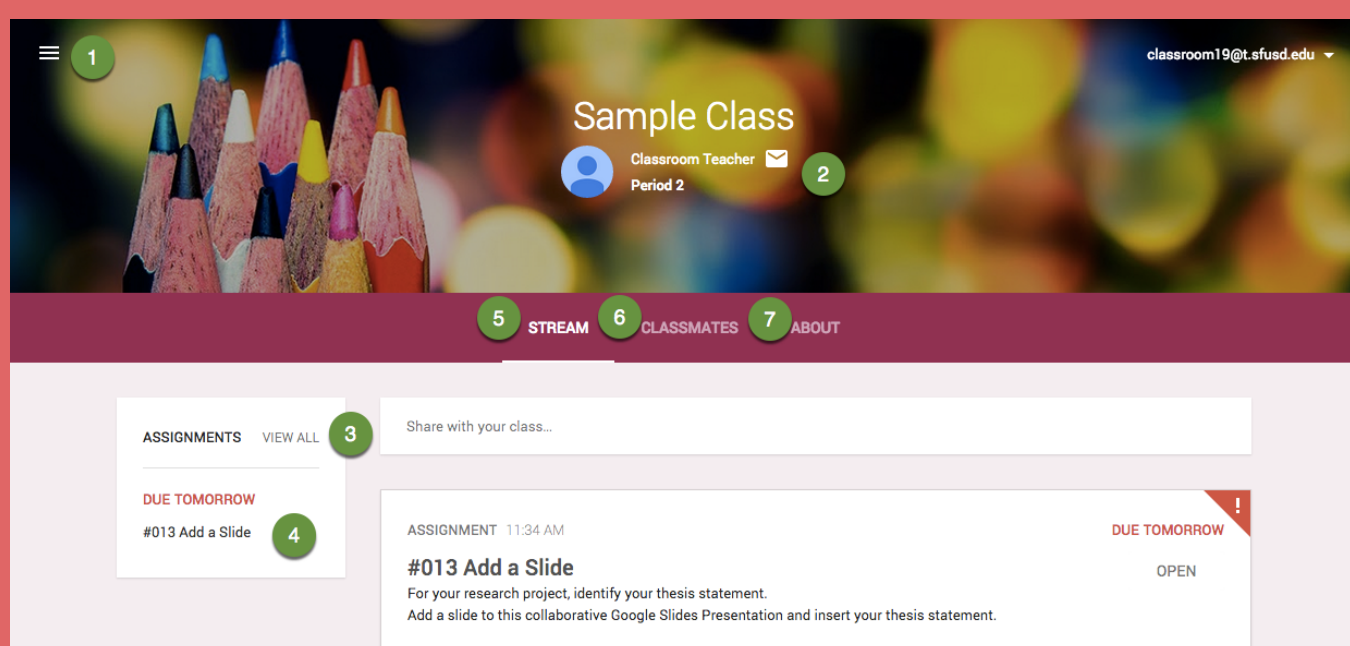 1
classroom19@t.sfusd.edu
Sample Class
Classroom Teacher
2
Period 2
5 STREAM 6 CLASSMATES 7 ABOUT
ASSIGNMENTS VIEW ALL 3
DUE TOMORROW
#013 Add a Slide 4
Share with your class...
!
ASSIGNMENT 11:34 AM DUE TOMORROW
#013 Add a Slide OPEN
For your research project, identify your thesis statement.
Add a slide to this collaborative Google Slides Presentation and insert your thesis statement.